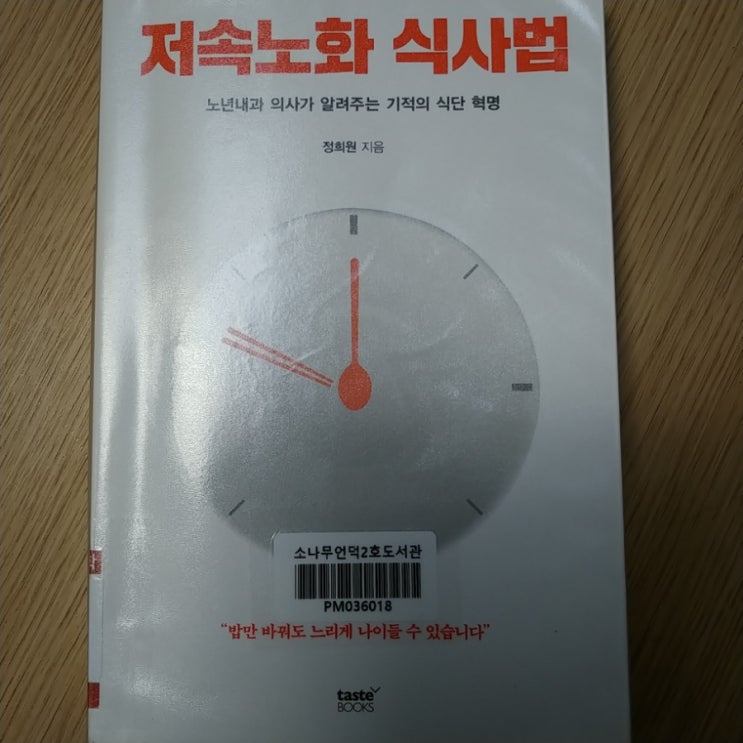 저속노화 식사법
노년내과 의사가 알려주는 기적의 식단 혁명
정희원 지음
소나무언덕2호도서관
PM036018
“밥만 바꿔도 느리게 나이들 수 있습니다”
taste
BOOKS